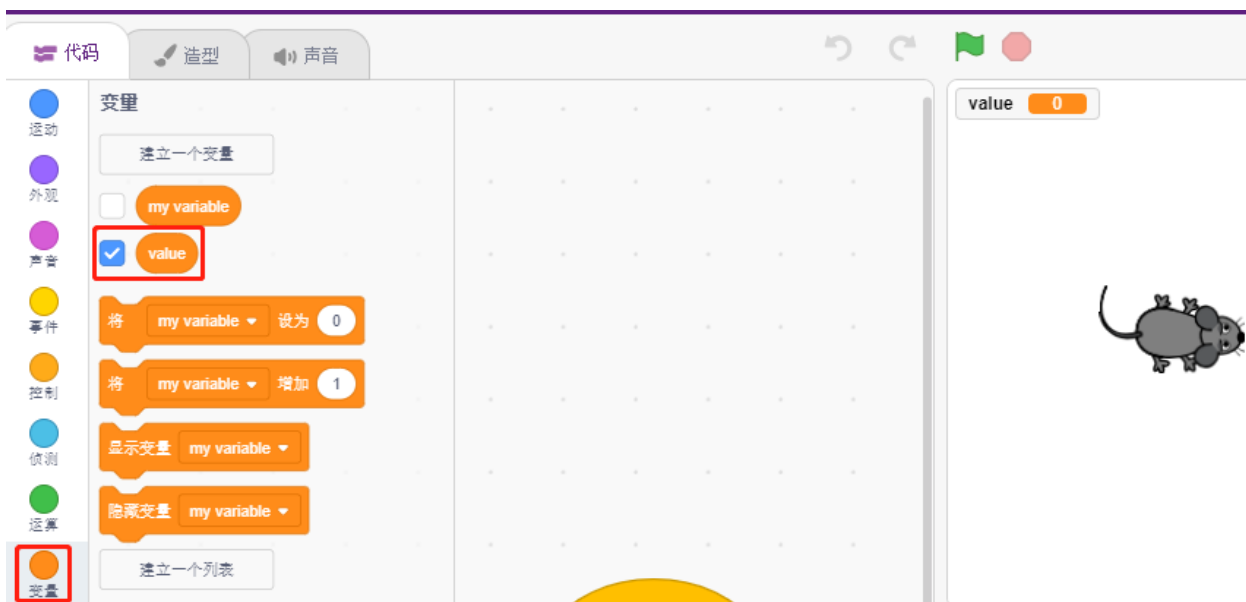 代码 造型 声音
运动
外观
声音
事件
控制
侦测
运算
变量
变量
建立一个变量
my variable
value
将 my variable 设为 0
将 my variable 增加 1
显示变量 my variable
隐藏变量 my variable
建立一个列表
value 0